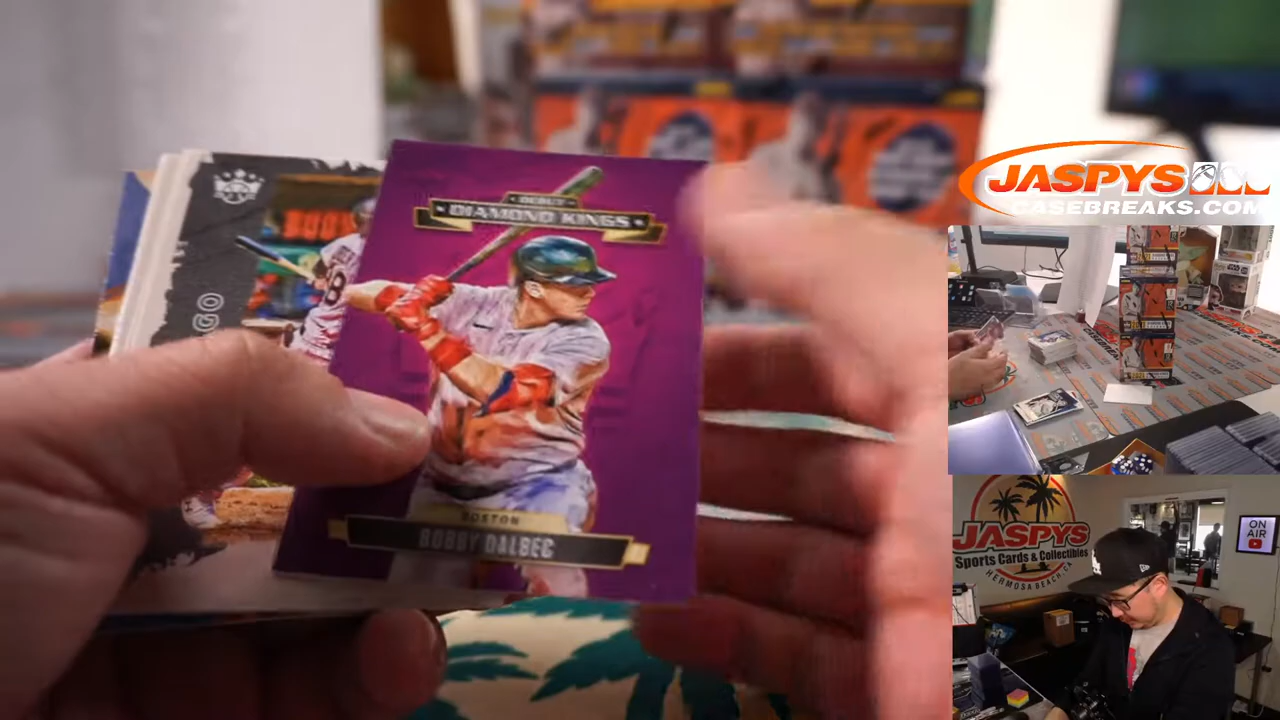 DEBUT
DIAMOND KINGS
BOSTON
BOBBY DALBEC
GO
JASPYS
CASEBREAKS.COM
JASPYS
Sports Cards & Collectibles
HERMOSA BEACH, CA
ON
AIR